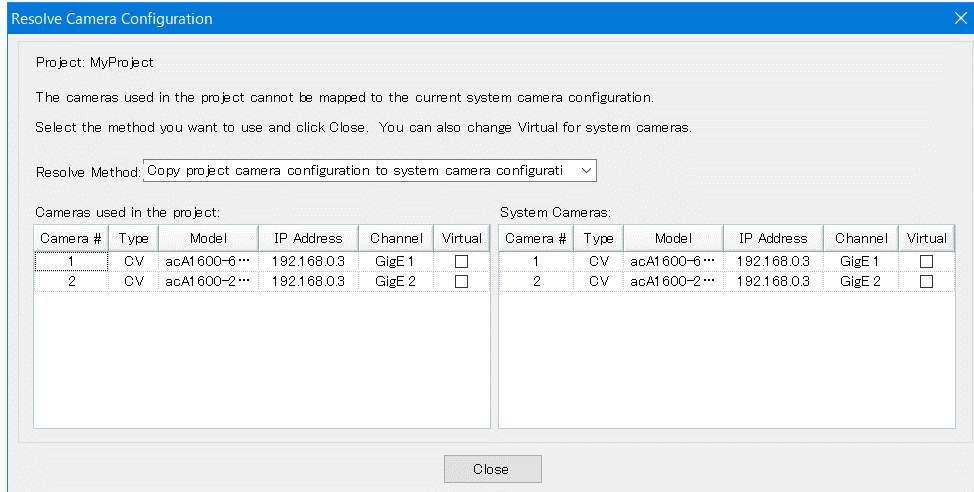 Resolve Camera Configuration
Project: MyProject
The cameras used in the project cannot be mapped to the current system camera configuration.
Select the method you want to use and click Close. You can also change Virtual for system cameras.
Resolve Method: Copy project camera configuration to system camera configurati
Cameras used in the project:
Camera # Type Model IP Address Channel Virtual
1 CV acA1600-6… 192.168.0.3 GigE 1
2 CV acA1600-2… 192.168.0.3 GigE 2
System Cameras:
Camera # Type Model IP Address Channel Virtual
1 CV acA1600-6… 192.168.0.3 GigE 1
2 CV acA1600-2… 192.168.0.3 GigE 2
Close